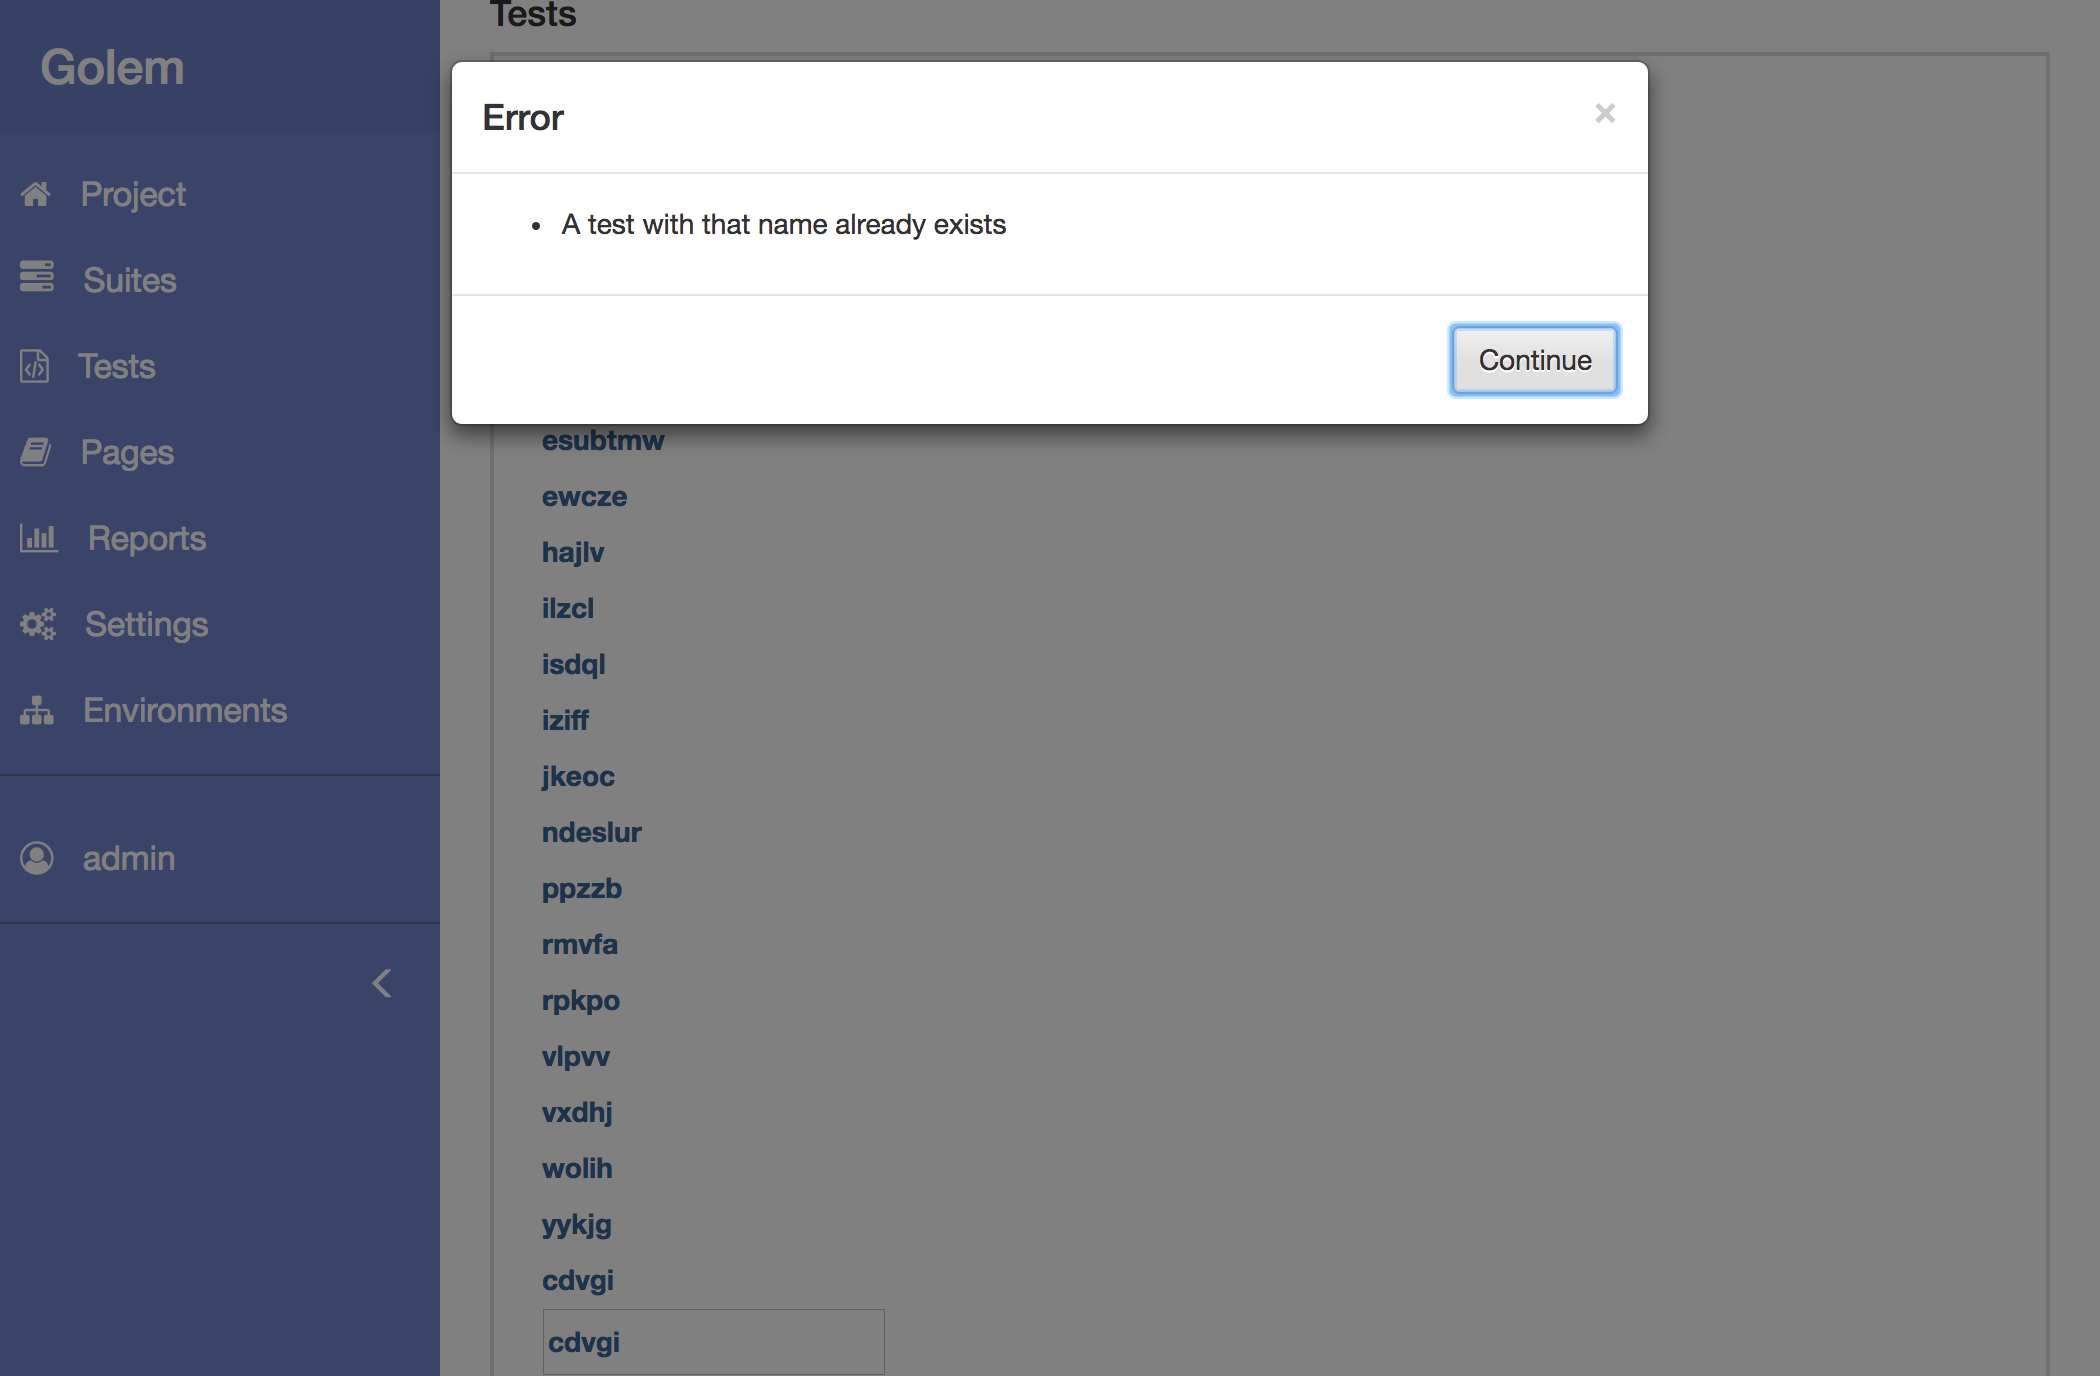 Golem
Project
Suites
Tests
Pages
Reports
Settings
Environments
admin
Tests
Error
×
• A test with that name already exists
Continue
esubtmw
ewcze
hajlv
ilzcl
isdql
iziff
jkeoc
ndeslur
ppzzb
rmvfa
rpkpo
vlpvv
vxdhj
wolih
yykjg
cdvgi
cdvgi